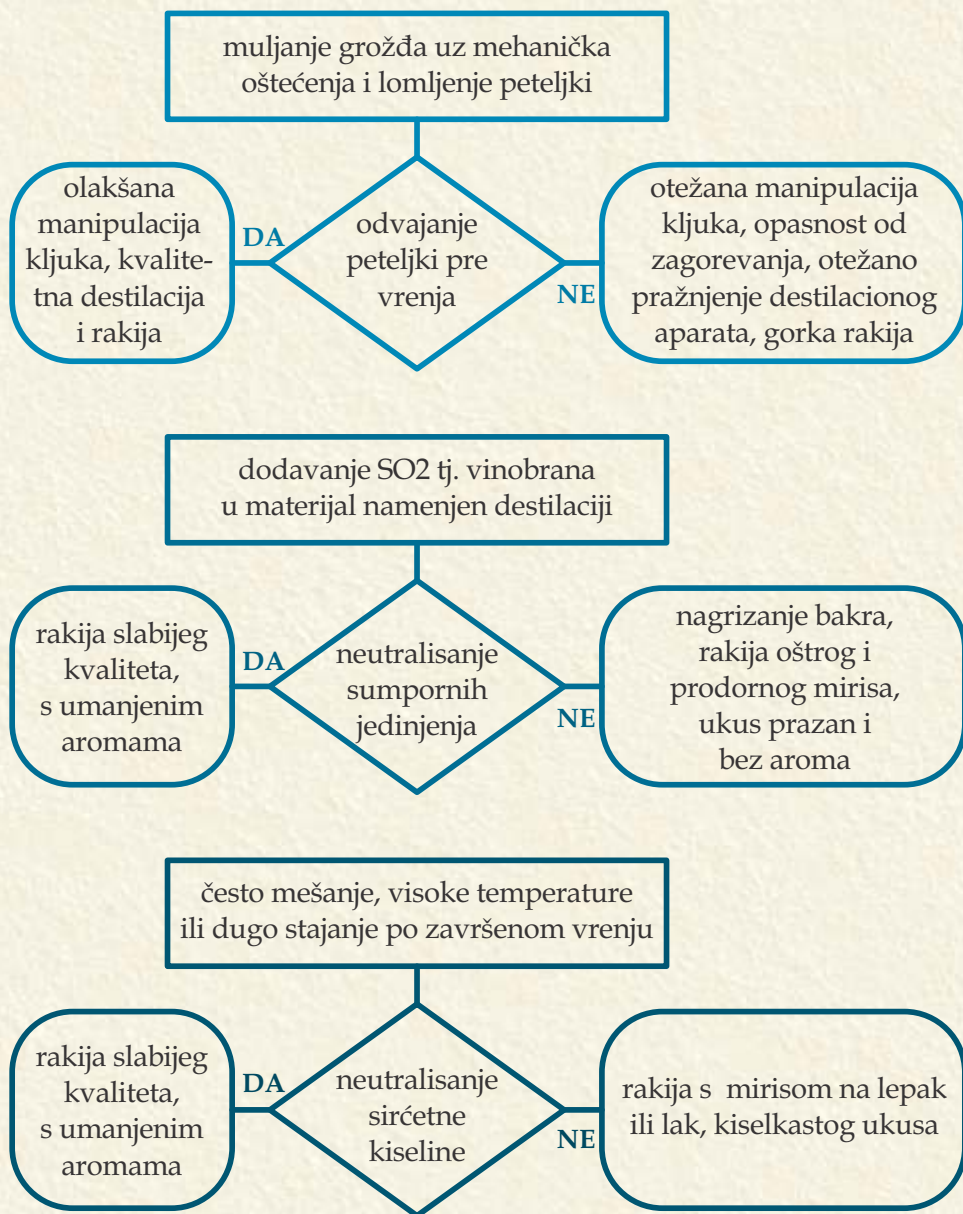 muljanje grožđa uz mehanička
oštećenja i lomljenje peteljki
olakšana
manipulacija
kljuka, kvalite-
tna destilacija
i rakija
DA
odvajanje
peteljki pre
vrenja
NE
otežana manipulacija
kljuka, opasnost od
zagorevanja, otežano
pražnjenje destilacionog
aparata, gorka rakija
dodavanje SO2 tj. vinobrana
u materijal namenjen destilaciji
rakija slabijeg
kvaliteta,
s umanjenim
aromama
DA
neutralisanje
sumpornih
jedinjenja
NE
nagrizanje bakra,
rakija oštrog i
prodornog mirisa,
ukus prazan i
bez aroma
često mešanje, visoke temperature
ili dugo stajanje po završenom vrenju
rakija slabijeg
kvaliteta,
s umanjenim
aromama
DA
neutralisanje
sirćetne
kiseline
NE
rakija s mirisom na lepak
ili lak, kiselkastog ukusa